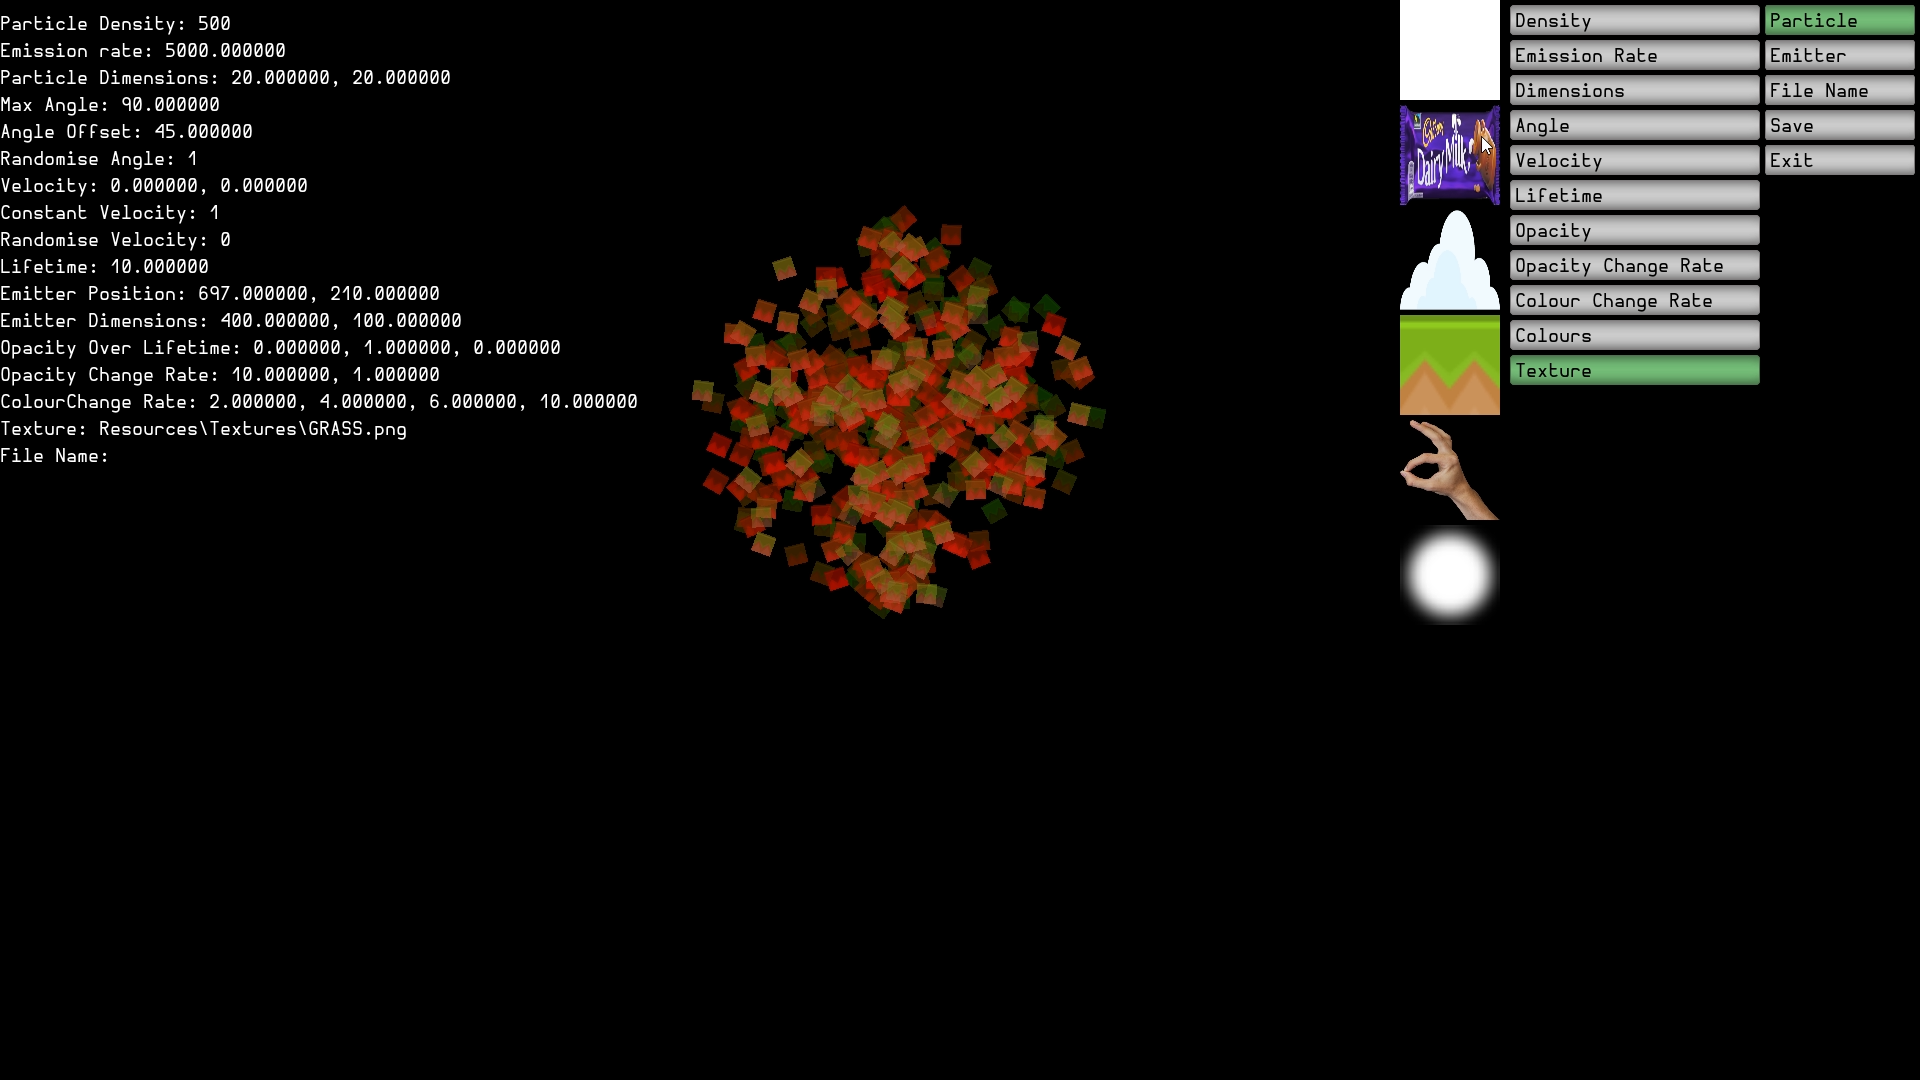 Particle Density: 500
Emission rate: 5000.000000
Particle Dimensions: 20.000000, 20.000000
Max Angle: 90.000000
Angle Offset: 45.000000
Randomise Angle: 1
Velocity: 0.000000, 0.000000
Constant Velocity: 1
Randomise Velocity: 0
Lifetime: 10.000000
Emitter Position: 697.000000, 210.000000
Emitter Dimensions: 400.000000, 100.000000
Opacity Over Lifetime: 0.000000, 1.000000, 0.000000
Opacity Change Rate: 10.000000, 1.000000
ColourChange Rate: 2.000000, 4.000000, 6.000000, 10.000000
Texture: Resources\Textures\GRASS.png
File Name:
Cadbury
Dairy Milk
Density
Emission Rate
Dimensions
Angle
Velocity
Lifetime
Opacity
Opacity Change Rate
Colour Change Rate
Colours
Texture
Particle
Emitter
File Name
Save
Exit